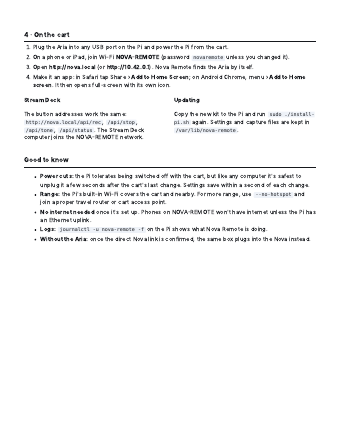 4 · On the cart
1. Plug the Aria into any USB port on the Pi and power the Pi from the cart.
2. On a phone or iPad, join Wi-Fi NOVA-REMOTE (password novaremote unless you changed it).
3. Open http://nova.local (or http://10.42.0.1). Nova Remote finds the Aria by itself.
4. Make it an app: in Safari tap Share › Add to Home Screen; on Android Chrome, menu › Add to Home
screen. It then opens full-screen with its own icon.
Stream Deck
The button addresses work the same:
http://nova.local/api/rec, /api/stop,
/api/tone, /api/status. The Stream Deck
computer joins the NOVA-REMOTE network.
Updating
Copy the new kit to the Pi and run sudo ./install-
pi.sh again. Settings and capture files are kept in
/var/lib/nova-remote.
Good to know
• Power cuts: the Pi tolerates being switched off with the cart, but like any computer it's safest to
unplug it a few seconds after the cart's last change. Settings save within a second of each change.
• Range: the Pi's built-in Wi-Fi covers the cart and nearby. For more range, use --no-hotspot and
join a proper travel router or cart access point.
• No internet needed once it's set up. Phones on NOVA-REMOTE won't have internet unless the Pi has
an Ethernet uplink.
• Logs: journalctl -u nova-remote -f on the Pi shows what Nova Remote is doing.
• Without the Aria: once the direct Nova link is confirmed, the same box plugs into the Nova instead.